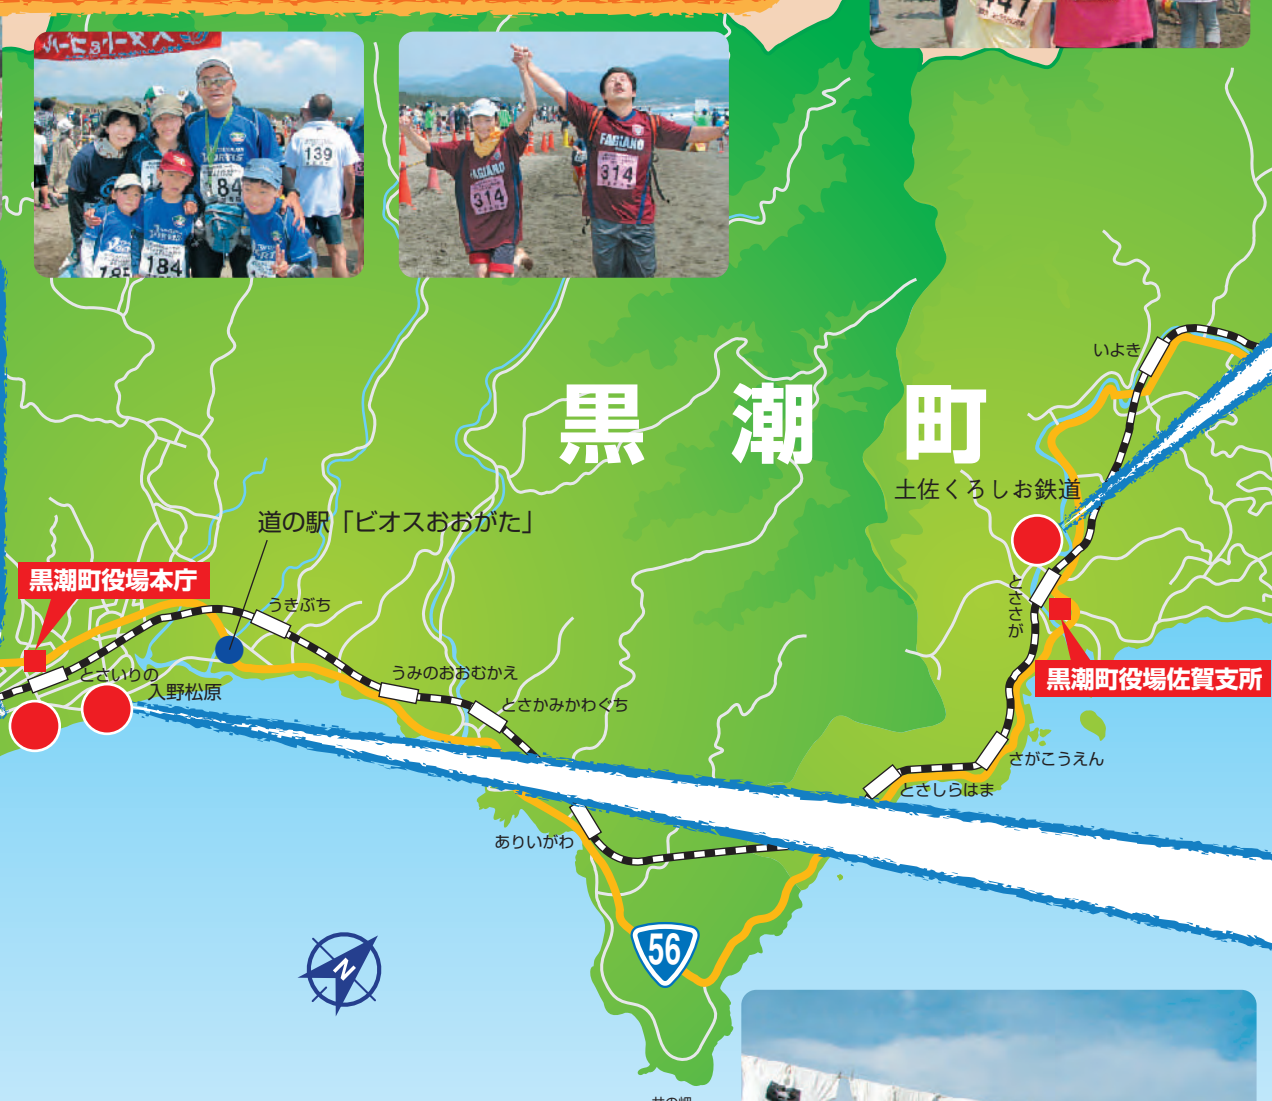 139
184
184
185
FAGIANO
314
FAGIANO
314
黒潮町
いよき
土佐くろしお鉄道
道の駅「ビオスおおがた」
黒潮町役場本庁
うきぶち
とさいりの
入野松原
うみのおおむかえ
とさかみかわぐち
とささが
黒潮町役場佐賀支所
さがこうえん
とさしらはま
ありいがわ
56
N